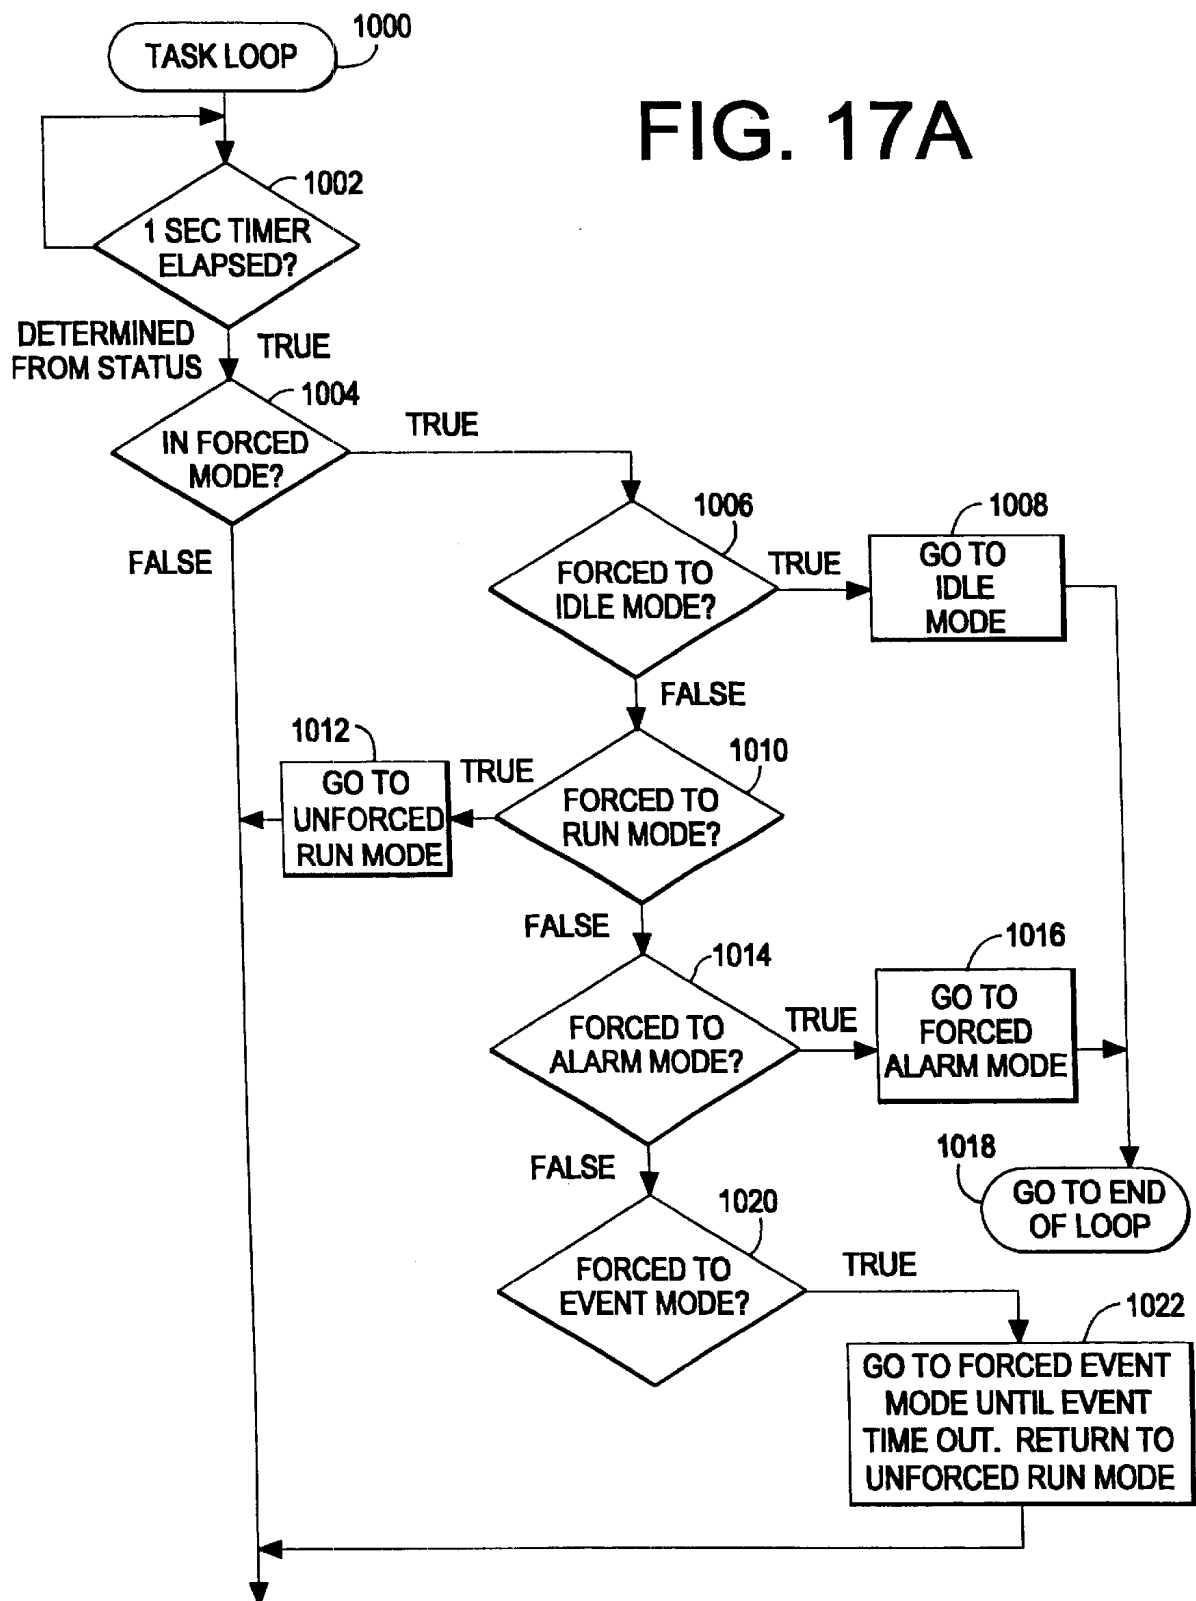 1000
TASK LOOP
FIG. 17A
1002
1 SEC TIMER
ELAPSED?
DETERMINED
FROM STATUS
TRUE
1004
IN FORCED
MODE?
TRUE
FALSE
1006
FORCED TO
IDLE MODE?
TRUE
1008
GO TO
IDLE
MODE
FALSE
1012
GO TO
UNFORCED
RUN MODE
TRUE
1010
FORCED TO
RUN MODE?
FALSE
1014
FORCED TO
ALARM MODE?
TRUE
1016
GO TO
FORCED
ALARM MODE
FALSE
1018
GO TO END
OF LOOP
1020
FORCED TO
EVENT MODE?
TRUE
1022
GO TO FORCED EVENT
MODE UNTIL EVENT
TIME OUT. RETURN TO
UNFORCED RUN MODE